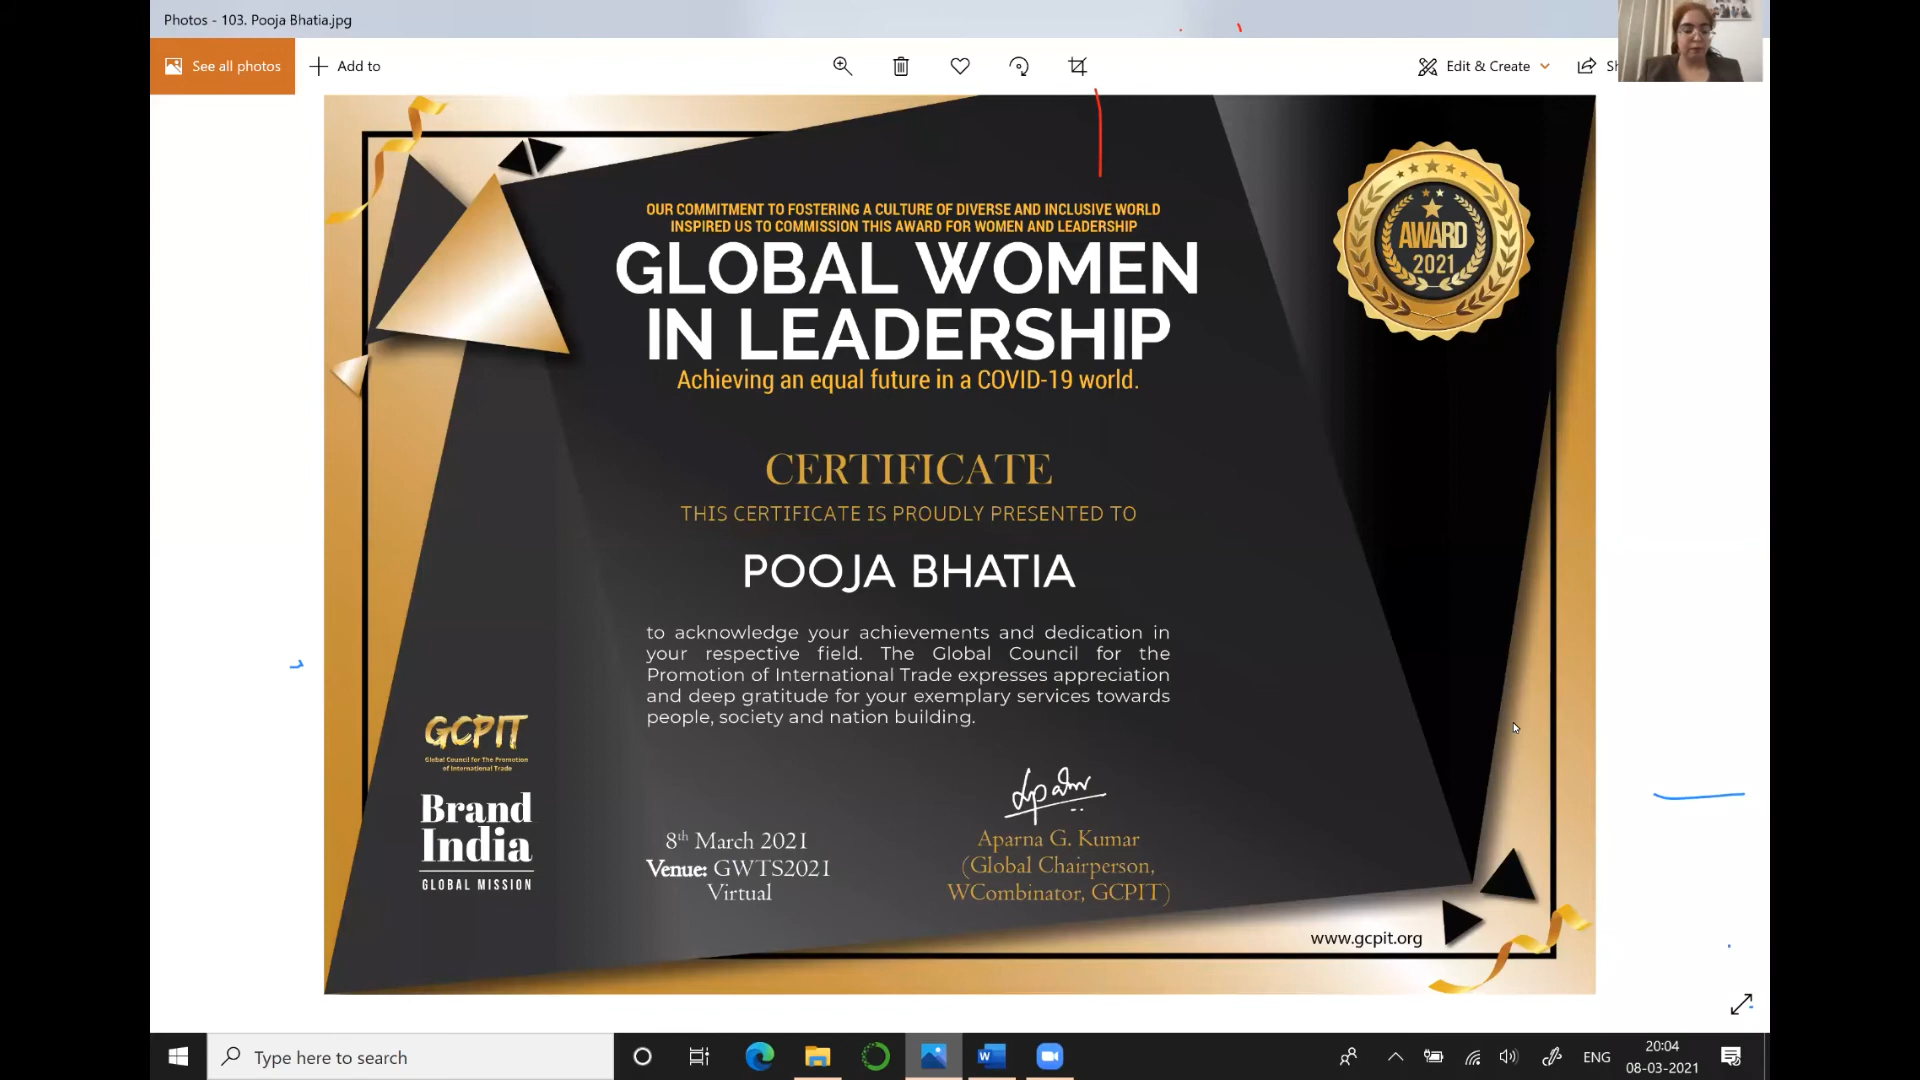 Photos - 103. Pooja Bhatia.jpg
See all photos
Add to
Edit & Create
OUR COMMITMENT TO FOSTERING A CULTURE OF DIVERSE AND INCLUSIVE WORLD
INSPIRED US TO COMMISSION THIS AWARD FOR WOMEN AND LEADERSHIP
GLOBAL WOMEN
IN LEADERSHIP
Achieving an equal future in a COVID-19 world.
AWARD
2021
CERTIFICATE
THIS CERTIFICATE IS PROUDLY PRESENTED TO
POOJA BHATIA
to acknowledge your achievements and dedication in
your respective field. The Global Council for the
Promotion of International Trade expresses appreciation
and deep gratitude for your exemplary services towards
people, society and nation building.
GCPIT
Global Council for The Promotion
of International Trade
Brand
India
GLOBAL MISSION
8th March 2021
Venue: GWTS2021
Virtual
Aparna G. Kumar
(Global Chairperson,
WCombinator, GCPIT)
www.gcpit.org
Type here to search
W
ENG
20:04
08-03-2021